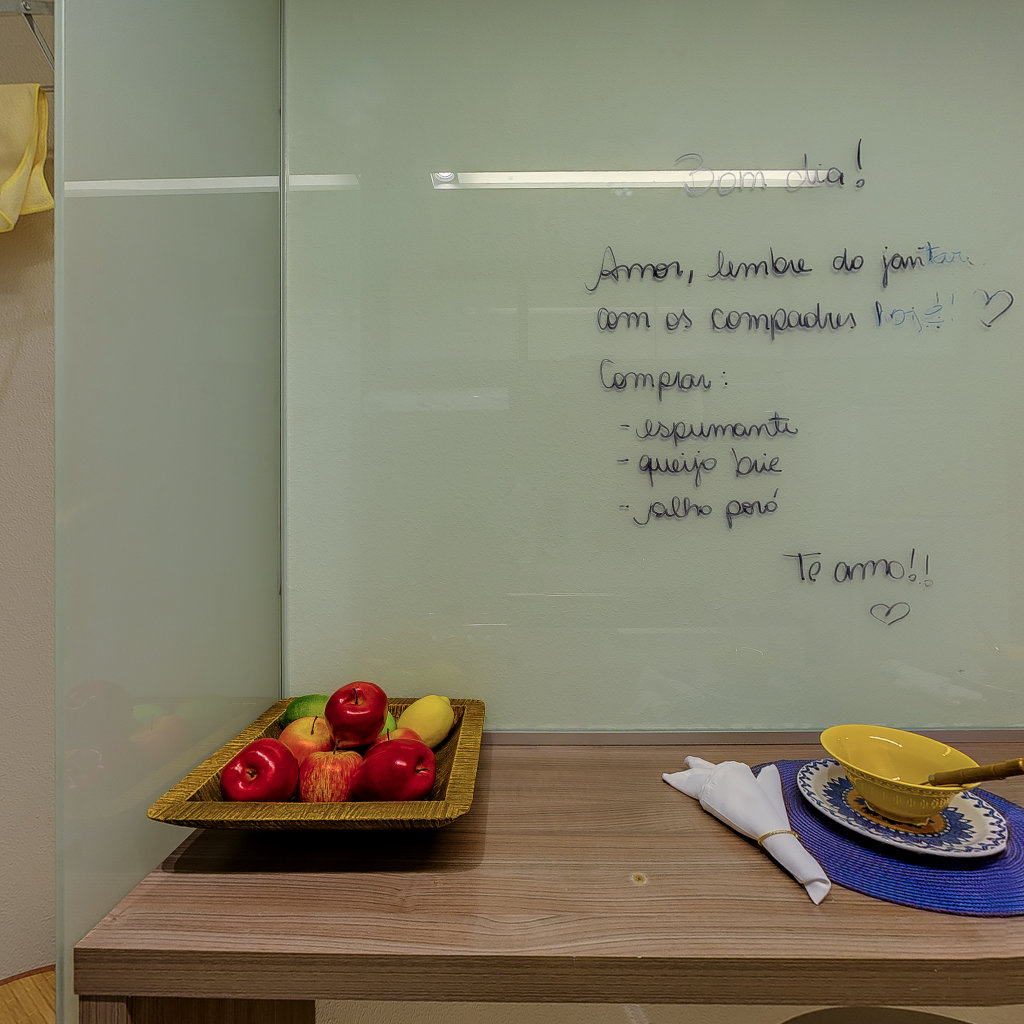 Bom dia!
Amor, lembre do jantar
com os compadres hoje! ♡
Comprar:
- espumante
- queijo brie
- alho poró
Te amo!!
♡